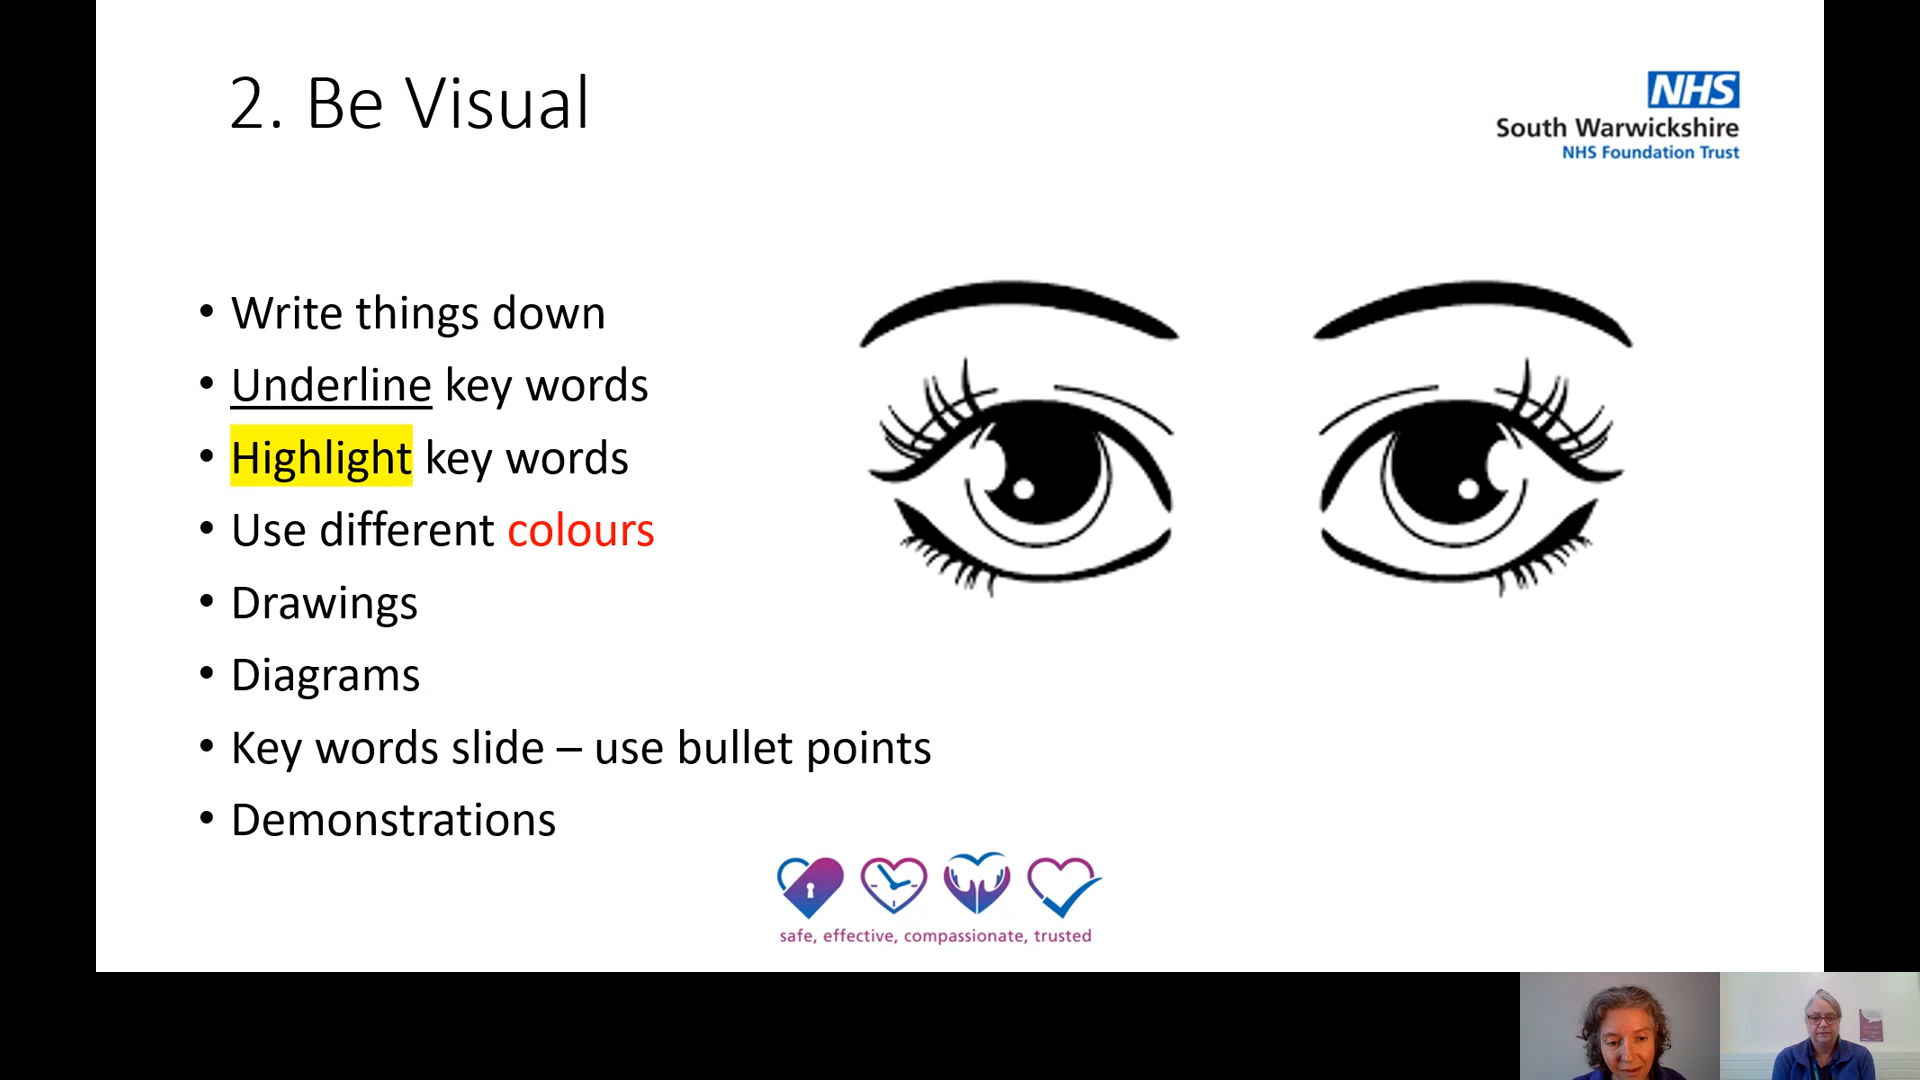 2. Be Visual
NHS
South Warwickshire
NHS Foundation Trust
• Write things down
• Underline key words
• Highlight key words
• Use different colours
• Drawings
• Diagrams
• Key words slide – use bullet points
• Demonstrations
safe, effective, compassionate, trusted